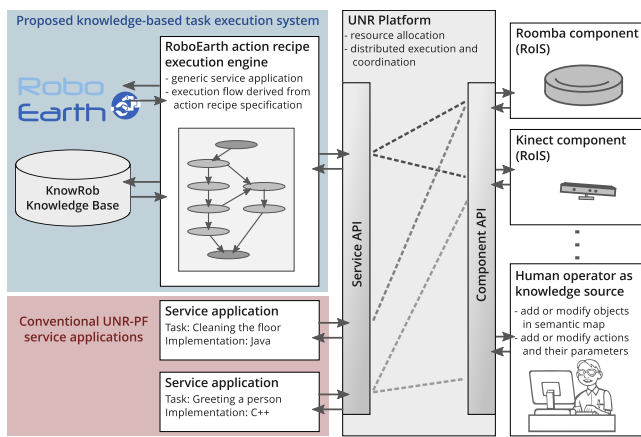 Proposed knowledge-based task execution system
RoboEarth action recipe
execution engine
- generic service application
- execution flow derived from
action recipe specification
Robo
Earth
KnowRob
Knowledge Base
Conventional UNR-PF
service applications
Service application
Task: Cleaning the floor
Implementation: Java
Service application
Task: Greeting a person
Implementation: C++
UNR Platform
- resource allocation
- distributed execution and
coordination
Service API
Component API
Roomba component
(RoIS)
Kinect component
(RoIS)
Human operator as
knowledge source
- add or modify objects
in semantic map
- add or modify actions
and their parameters